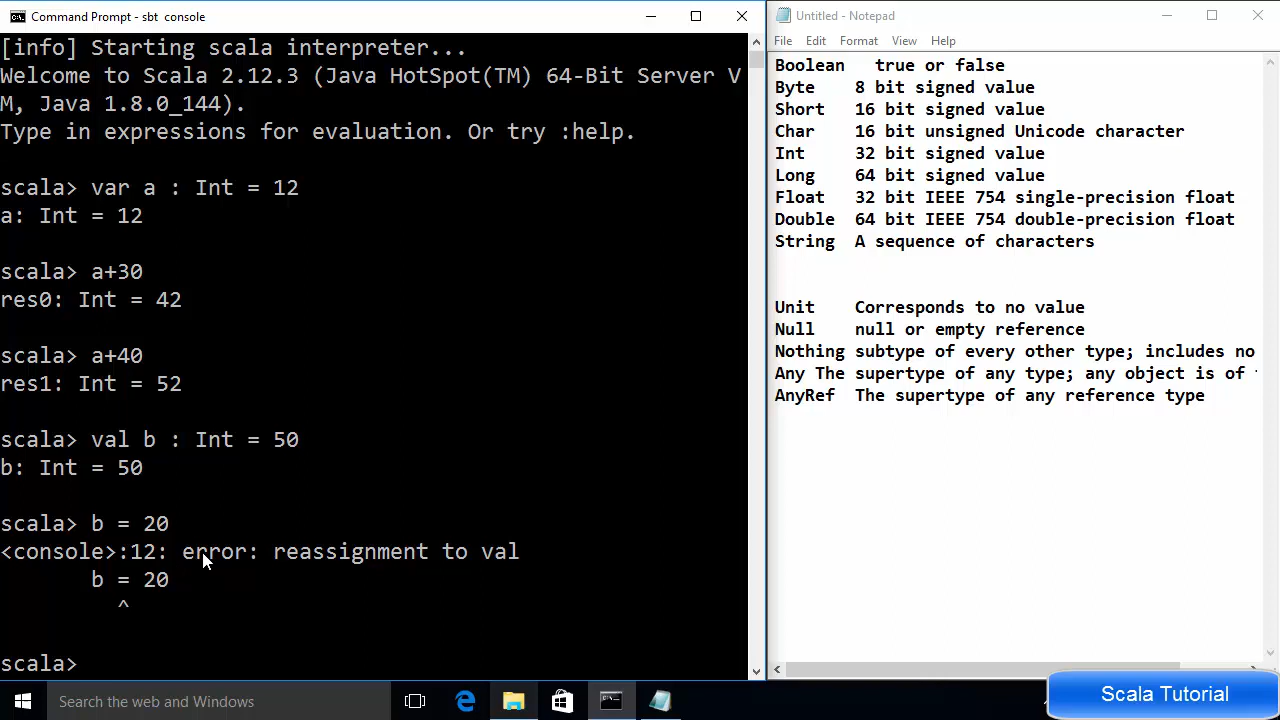 Command Prompt - sbt  console
[info] Starting scala interpreter...
Welcome to Scala 2.12.3 (Java HotSpot(TM) 64-Bit Server V
M, Java 1.8.0_144).
Type in expressions for evaluation. Or try :help.
scala> var a : Int = 12
a: Int = 12
scala> a+30
res0: Int = 42
scala> a+40
res1: Int = 52
scala> val b : Int = 50
b: Int = 50
scala> b = 20
<console>:12: error: reassignment to val
b = 20
^
scala>
Untitled - Notepad
File Edit Format View Help
Boolean   true or false
Byte    8 bit signed value
Short   16 bit signed value
Char    16 bit unsigned Unicode character
Int     32 bit signed value
Long    64 bit signed value
Float   32 bit IEEE 754 single-precision float
Double  64 bit IEEE 754 double-precision float
String  A sequence of characters
Unit    Corresponds to no value
Null    null or empty reference
Nothing subtype of every other type; includes no
Any The supertype of any type; any object is of
AnyRef  The supertype of any reference type
Search the web and Windows
Scala Tutorial